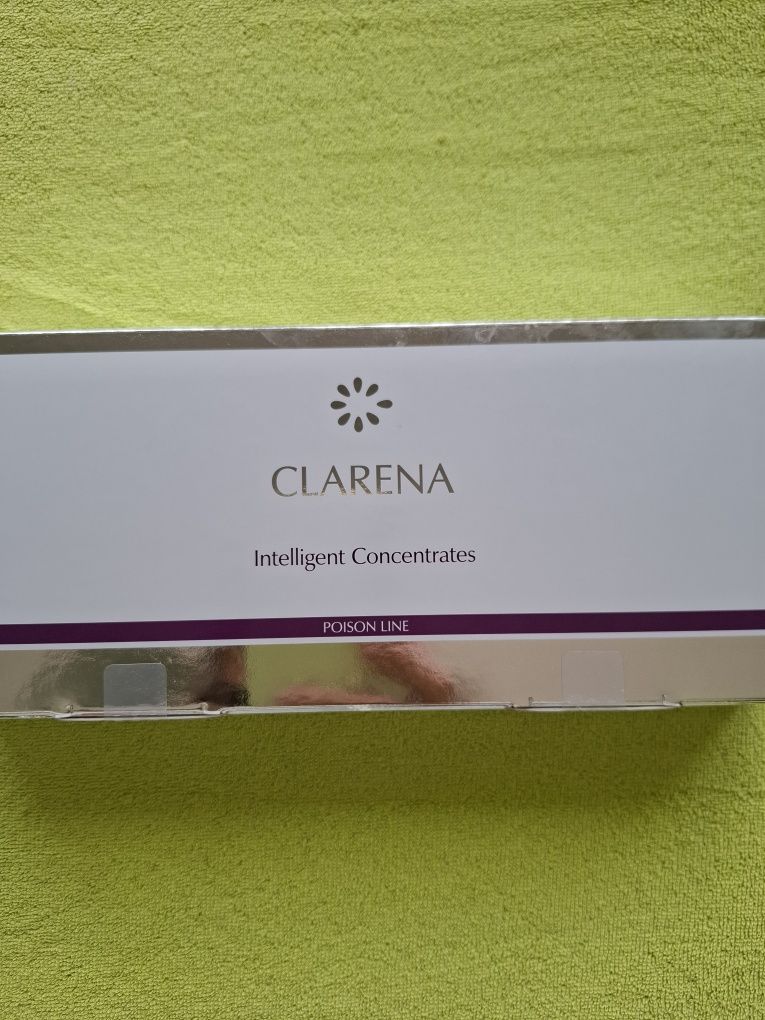 CLARENA
Intelligent Concentrates
POISON LINE